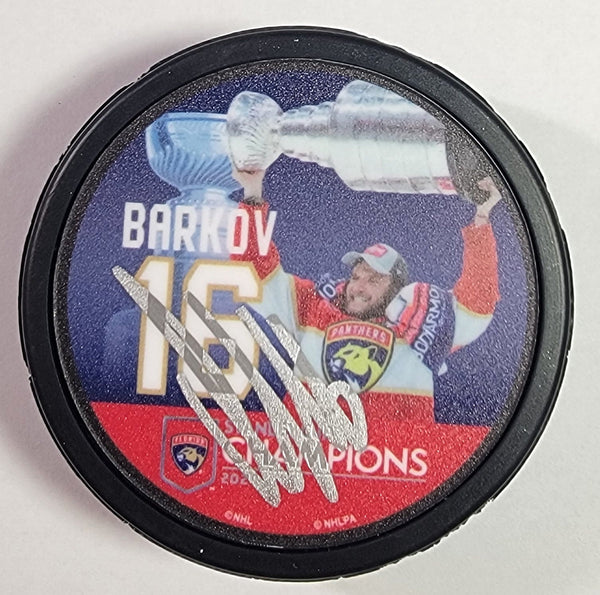 BARKOV
16
PANTHERS
FLORIDA
CHAMPIONS
©NHL
© NHLPA